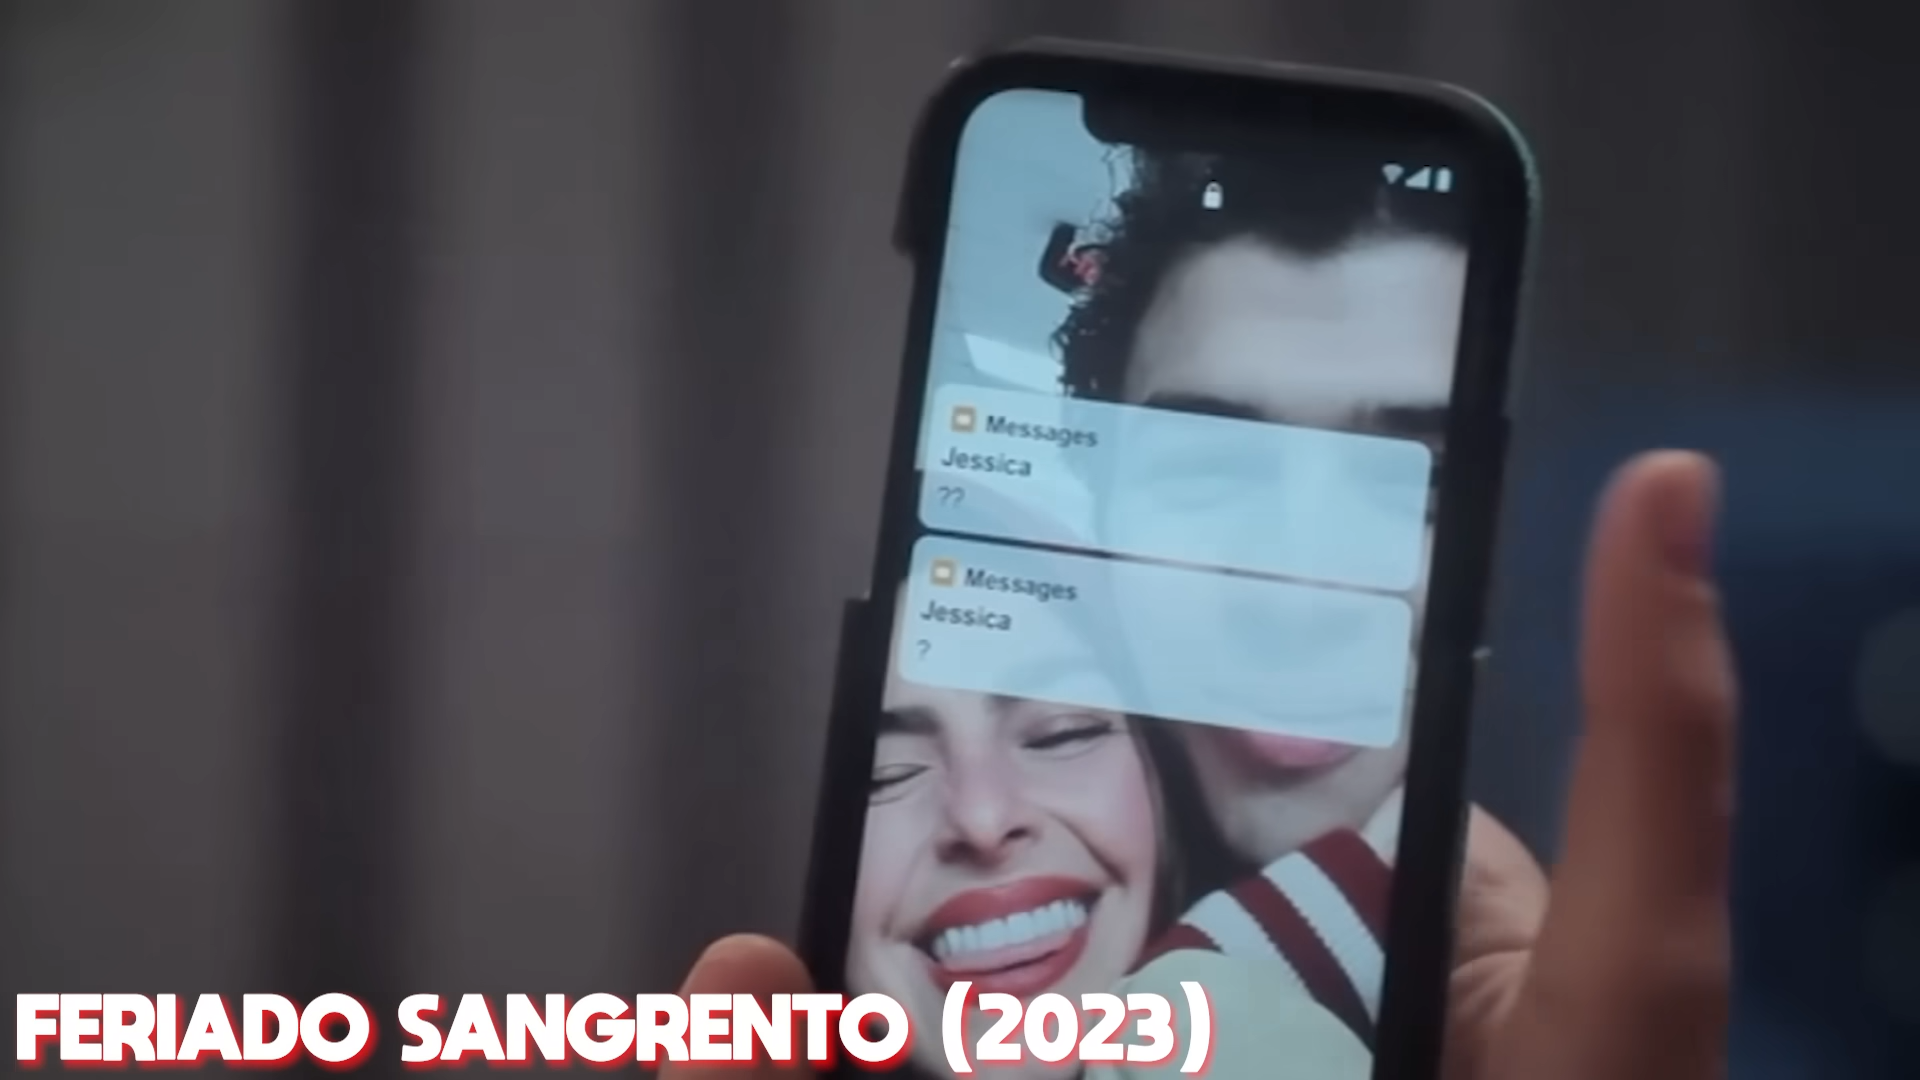 Messages
Jessica
??
Messages
Jessica
?
FERIADO SANGRENTO (2023)